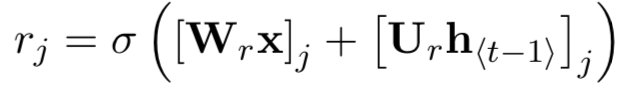 r_j = σ ( [W_r x]_j + [U_r h_⟨t−1⟩]_j )